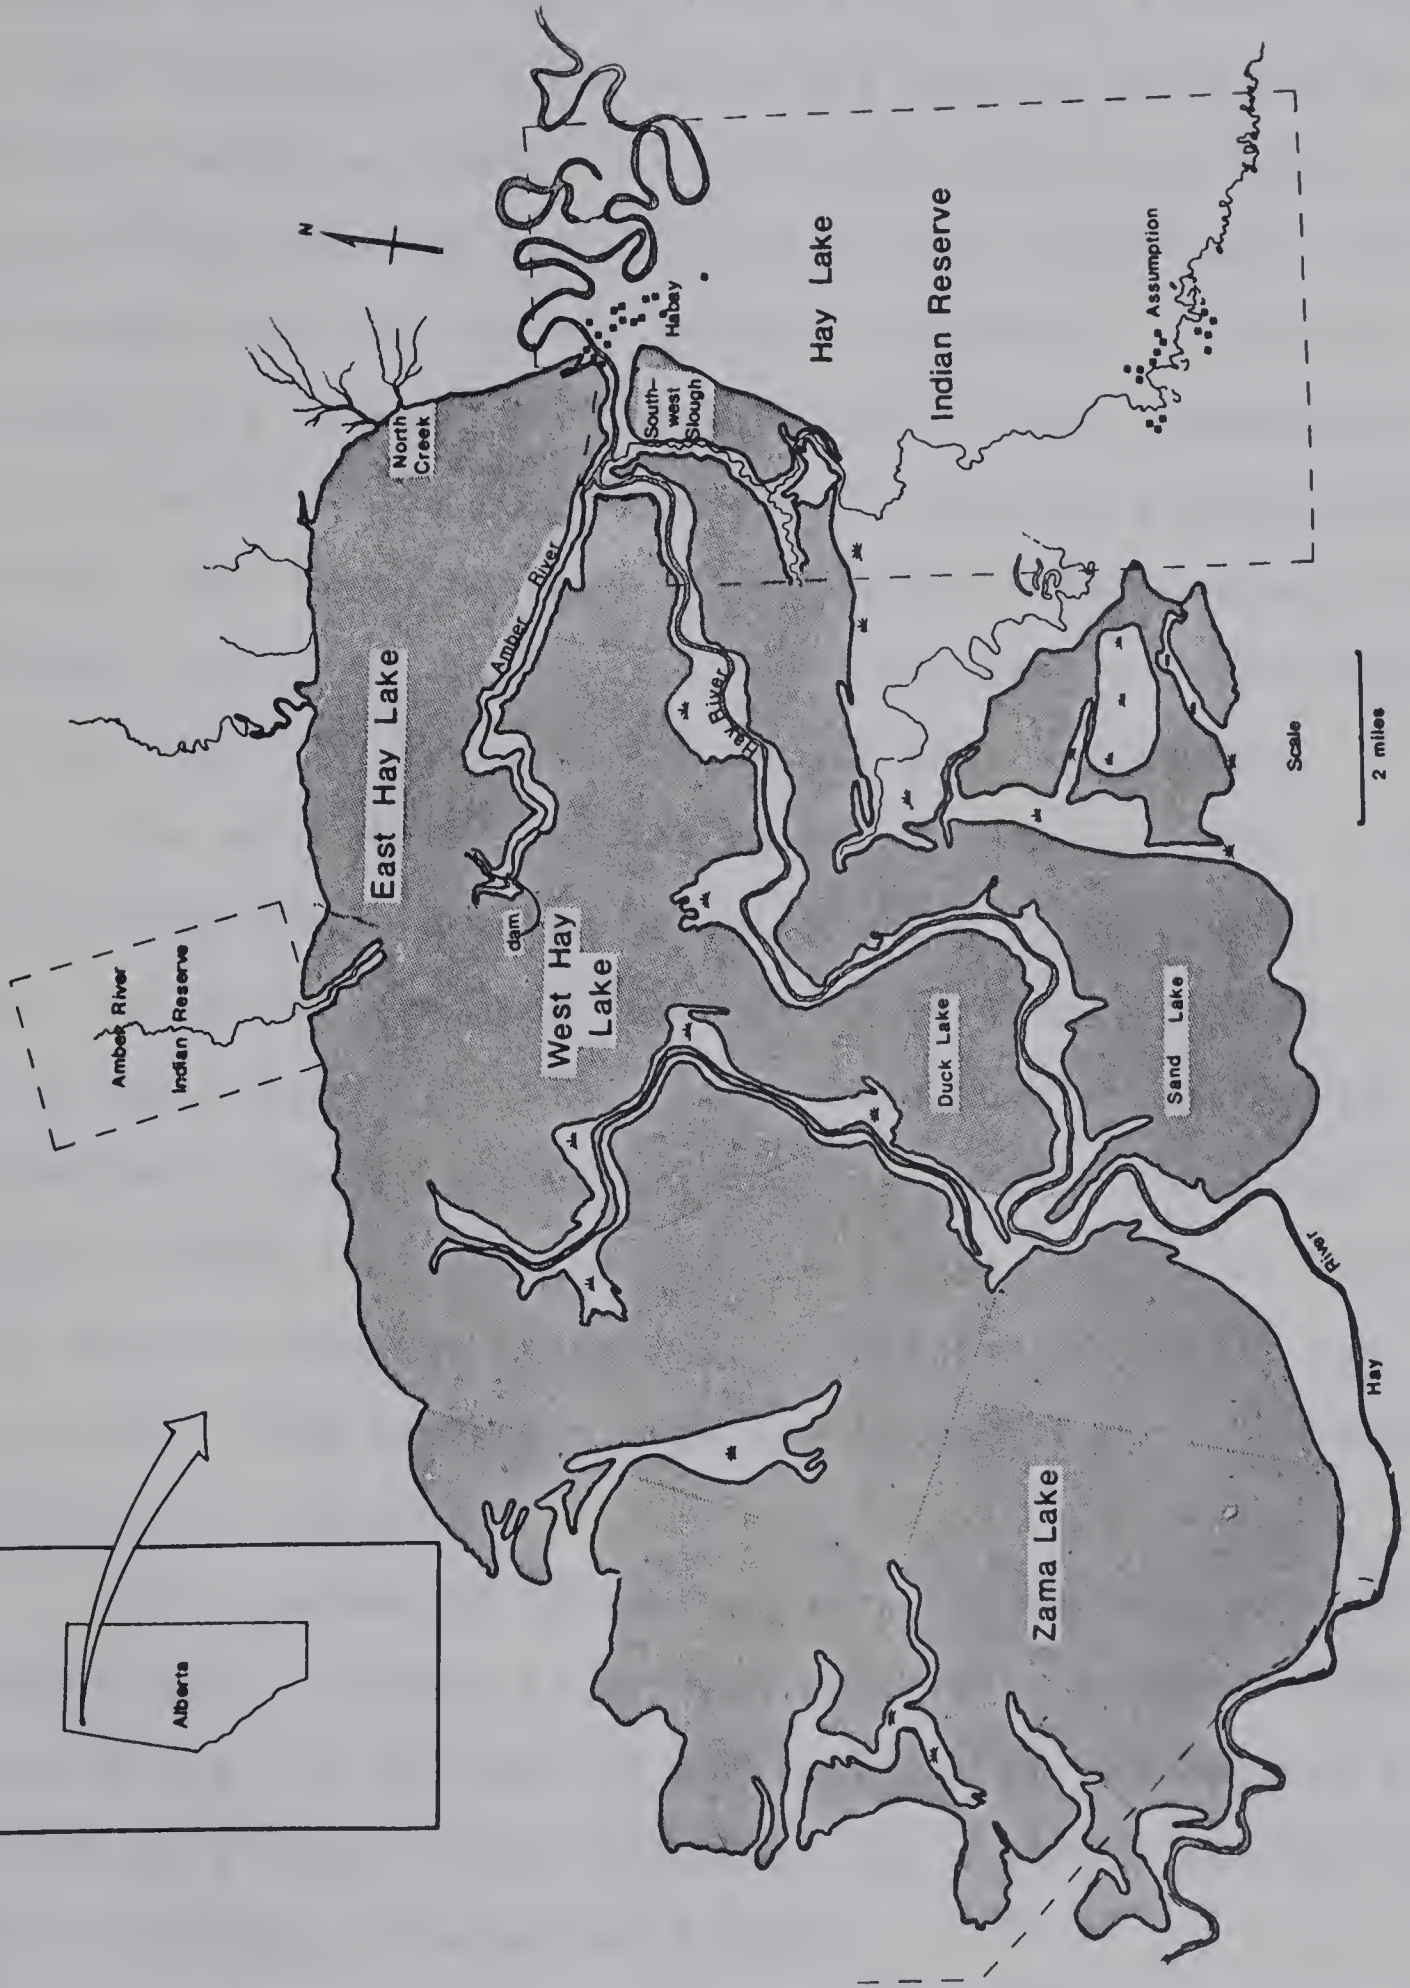 Alberta
N
Amber River
Indian Reserve
East Hay Lake
North
Creek
Amber River
dam
West Hay
Lake
South-
west
Slough
Habay
Hay River
Hay Lake
Indian Reserve
Assumption
Duck Lake
Sand Lake
Zama Lake
Hay River
Scale
2 miles